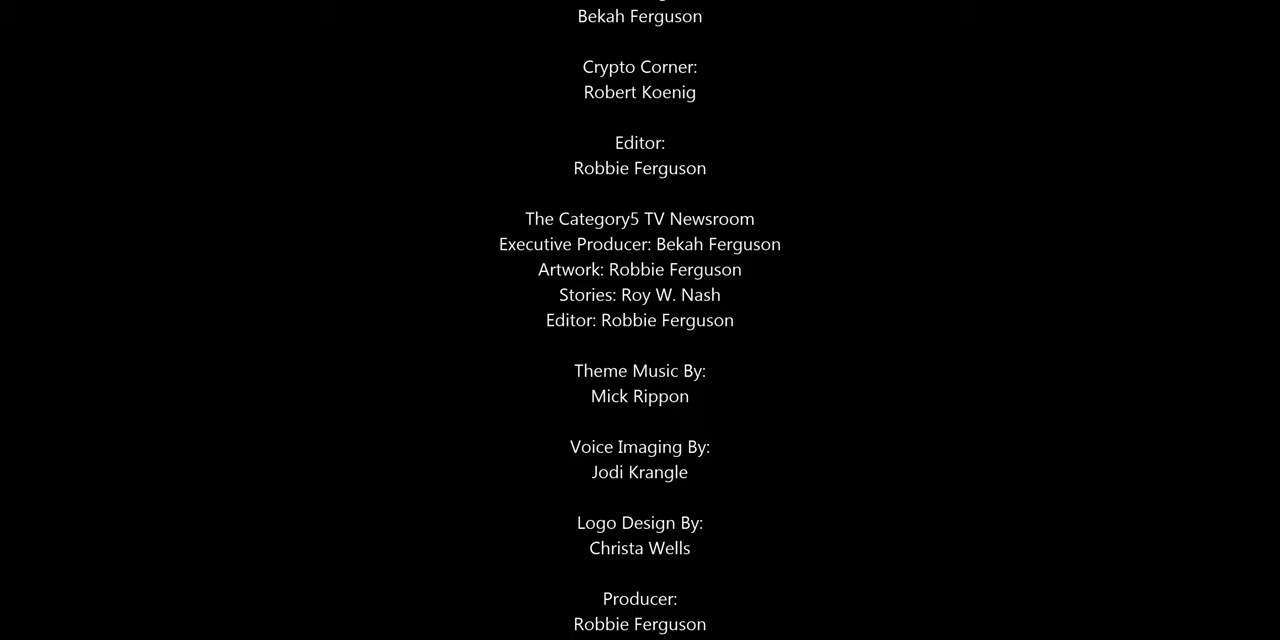 Bekah Ferguson
Crypto Corner:
Robert Koenig
Editor:
Robbie Ferguson
The Category5 TV Newsroom
Executive Producer: Bekah Ferguson
Artwork: Robbie Ferguson
Stories: Roy W. Nash
Editor: Robbie Ferguson
Theme Music By:
Mick Rippon
Voice Imaging By:
Jodi Krangle
Logo Design By:
Christa Wells
Producer:
Robbie Ferguson